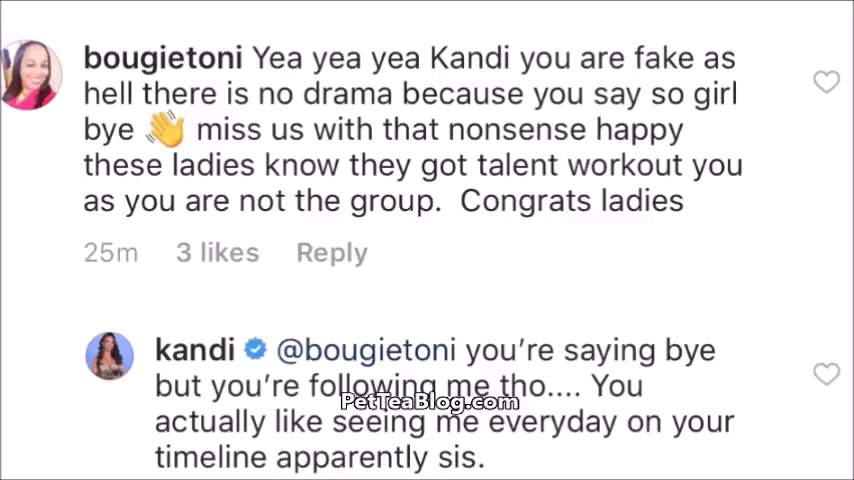 bougietoni Yea yea yea Kandi you are fake as
hell there is no drama because you say so girl
bye 👋 miss us with that nonsense happy
these ladies know they got talent workout you
as you are not the group.  Congrats ladies
25m 3 likes Reply
kandi @bougietoni you’re saying bye
but you’re following me tho.... You
PetTeaBlog.com
actually like seeing me everyday on your
timeline apparently sis.